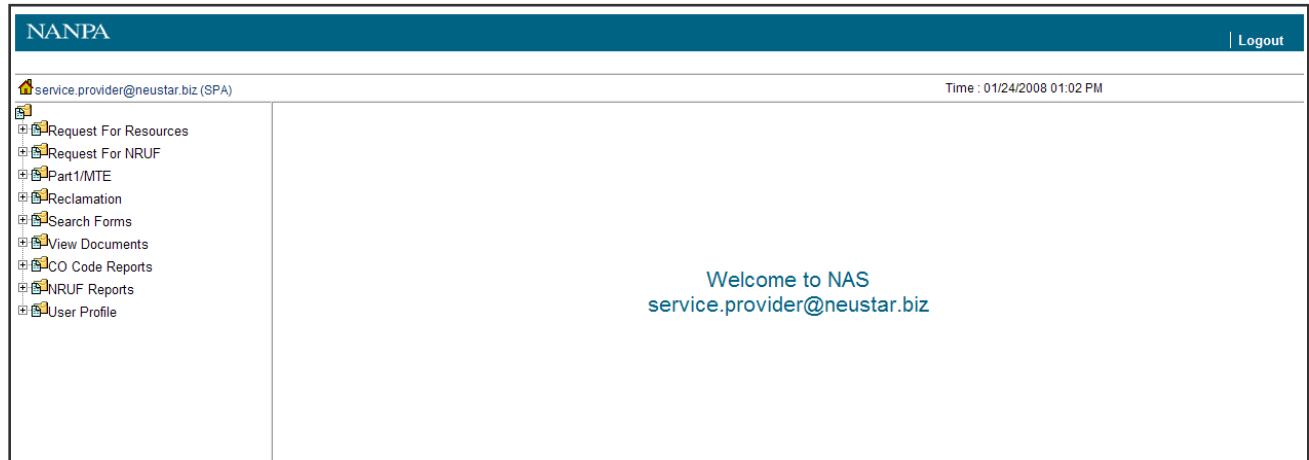 NANPA
Logout
service.provider@neustar.biz (SPA)
Time : 01/24/2008 01:02 PM
Request For Resources
Request For NRUF
Part1/MTE
Reclamation
Search Forms
View Documents
CO Code Reports
NRUF Reports
User Profile
Welcome to NAS
service.provider@neustar.biz